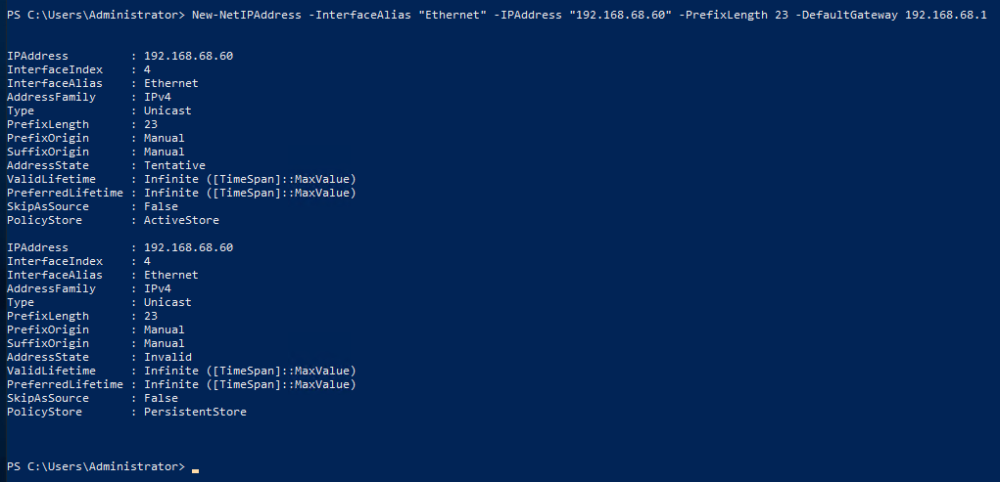 PS C:\Users\Administrator> New-NetIPAddress -InterfaceAlias "Ethernet" -IPAddress "192.168.68.60" -PrefixLength 23 -DefaultGateway 192.168.68.1
IPAddress         : 192.168.68.60
InterfaceIndex    : 4
InterfaceAlias    : Ethernet
AddressFamily     : IPv4
Type              : Unicast
PrefixLength      : 23
PrefixOrigin      : Manual
SuffixOrigin      : Manual
AddressState      : Tentative
ValidLifetime     : Infinite ([TimeSpan]::MaxValue)
PreferredLifetime : Infinite ([TimeSpan]::MaxValue)
SkipAsSource      : False
PolicyStore       : ActiveStore
IPAddress         : 192.168.68.60
InterfaceIndex    : 4
InterfaceAlias    : Ethernet
AddressFamily     : IPv4
Type              : Unicast
PrefixLength      : 23
PrefixOrigin      : Manual
SuffixOrigin      : Manual
AddressState      : Invalid
ValidLifetime     : Infinite ([TimeSpan]::MaxValue)
PreferredLifetime : Infinite ([TimeSpan]::MaxValue)
SkipAsSource      : False
PolicyStore       : PersistentStore
PS C:\Users\Administrator>